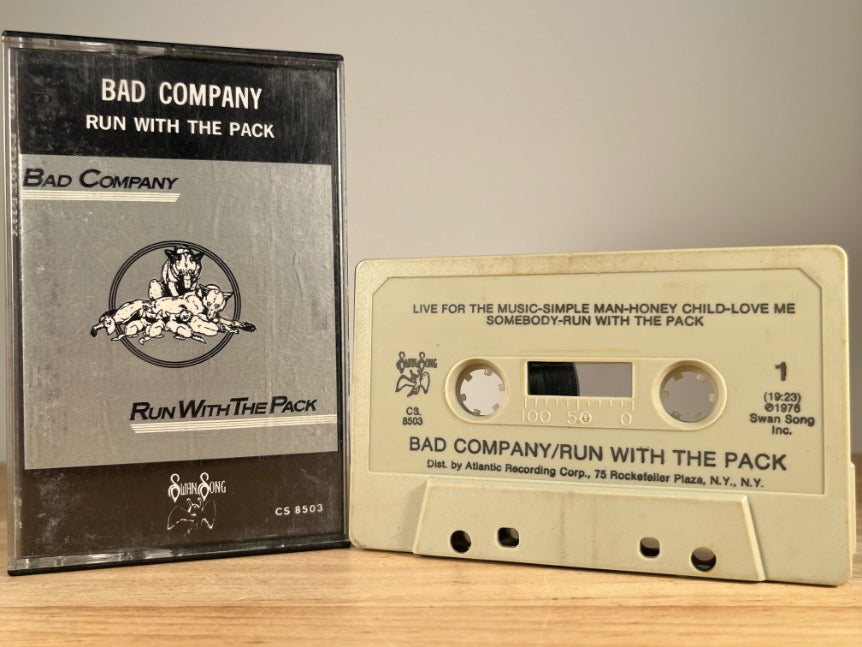 BAD COMPANY
RUN WITH THE PACK
BAD COMPANY
RUN WITH THE PACK
SWAN SONG
CS 8503
LIVE FOR THE MUSIC-SIMPLE MAN-HONEY CHILD-LOVE ME
SOMEBODY-RUN WITH THE PACK
SWAN SONG
CS.
8503
100 50 0
1
(19:23)
℗1976
Swan Song
Inc.
BAD COMPANY/RUN WITH THE PACK
Dist. by Atlantic Recording Corp., 75 Rockefeller Plaza, N.Y., N.Y.